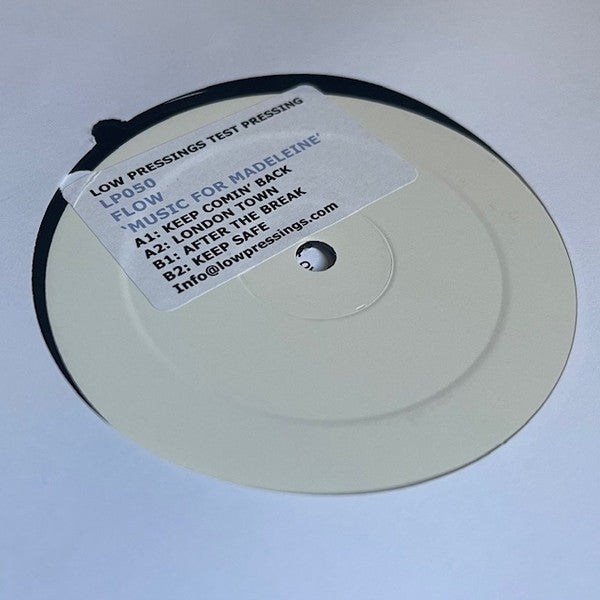 LOW PRESSINGS TEST PRESSING
LP050
FLOW
'MUSIC FOR MADELEINE'
A1: KEEP COMIN' BACK
A2: LONDON TOWN
B1: AFTER THE BREAK
B2: KEEP SAFE
Info@lowpressings.com